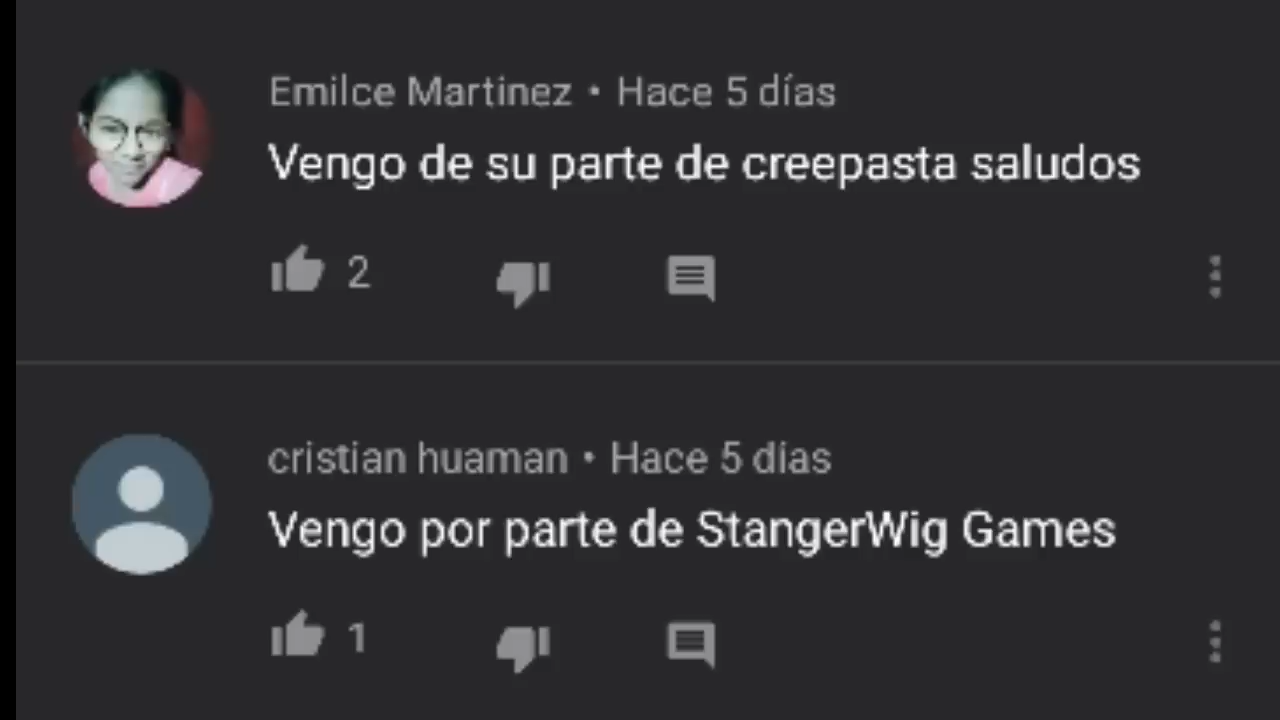 Emilce Martinez • Hace 5 días
Vengo de su parte de creepasta saludos
2
cristian huaman • Hace 5 días
Vengo por parte de StangerWig Games
1